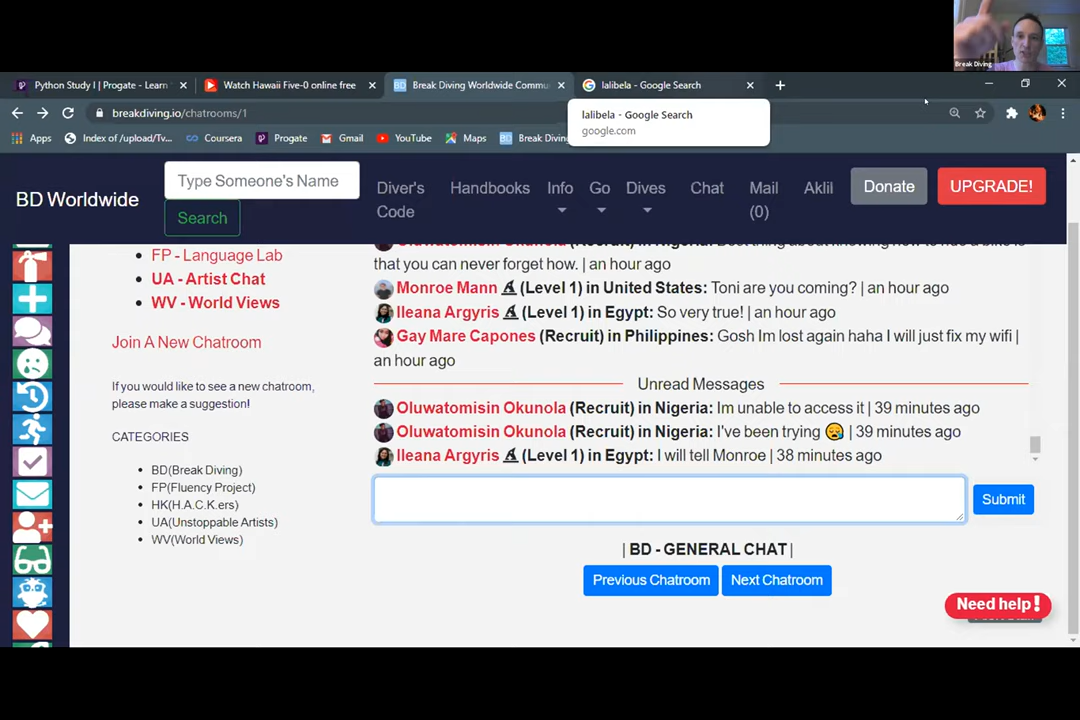 Break Diving
Python Study I | Progate - Learn
Watch Hawaii Five-0 online free
Break Diving Worldwide Commu
lalibela - Google Search
breakdiving.io/chatrooms/1
lalibela - Google Search
google.com
Apps
Index of /upload/Tv...
Coursera
Progate
Gmail
YouTube
Maps
Break Diving
BD Worldwide
Type Someone's Name
Search
Diver's Code
Handbooks
Info
Go
Dives
Chat
Mail (0)
Aklil
Donate
UPGRADE!
FP - Language Lab
UA - Artist Chat
WV - World Views
Join A New Chatroom
If you would like to see a new chatroom,
please make a suggestion!
CATEGORIES
BD(Break Diving)
FP(Fluency Project)
HK(H.A.C.K.ers)
UA(Unstoppable Artists)
WV(World Views)
that you can never forget how. | an hour ago
Monroe Mann (Level 1) in United States: Toni are you coming? | an hour ago
Ileana Argyris (Level 1) in Egypt: So very true! | an hour ago
Gay Mare Capones (Recruit) in Philippines: Gosh Im lost again haha I will just fix my wifi |
an hour ago
Unread Messages
Oluwatomisin Okunola (Recruit) in Nigeria: Im unable to access it | 39 minutes ago
Oluwatomisin Okunola (Recruit) in Nigeria: I've been trying 😪 | 39 minutes ago
Ileana Argyris (Level 1) in Egypt: I will tell Monroe | 38 minutes ago
Submit
| BD - GENERAL CHAT |
Previous Chatroom
Next Chatroom
Need help!